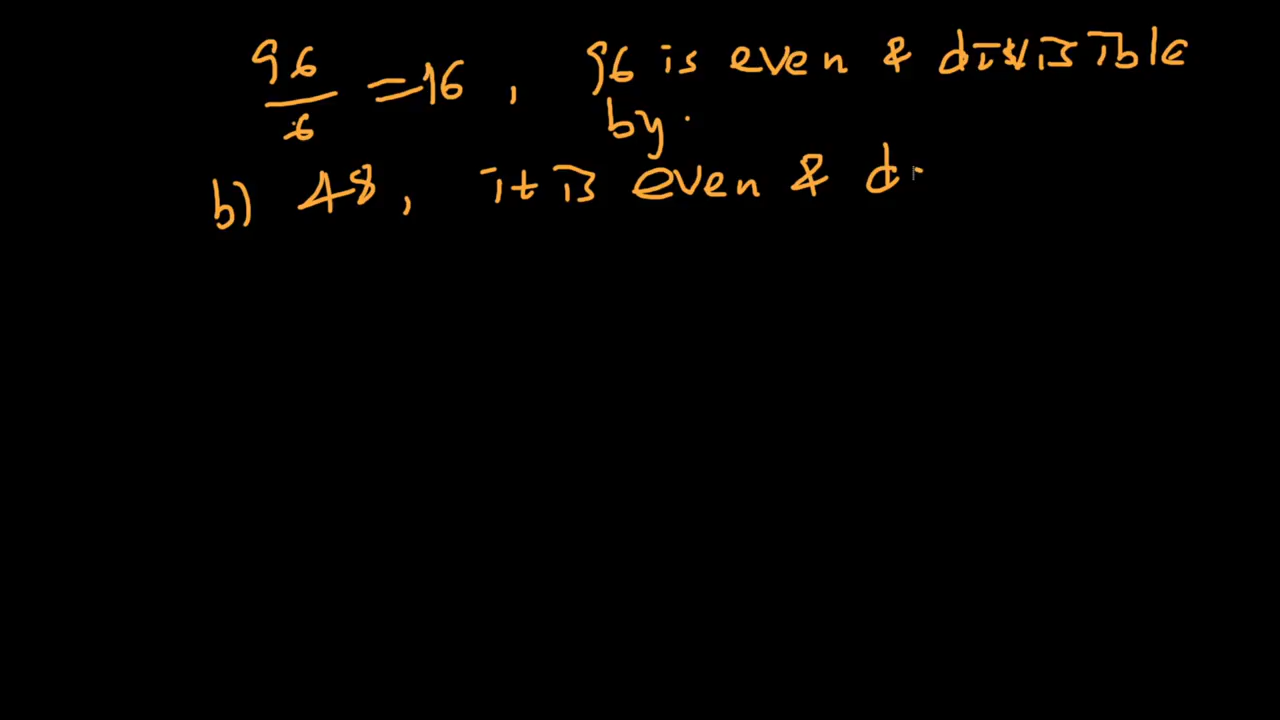 96/6 = 16, 96 is even & divisible
by.
b) 48, it is even & d